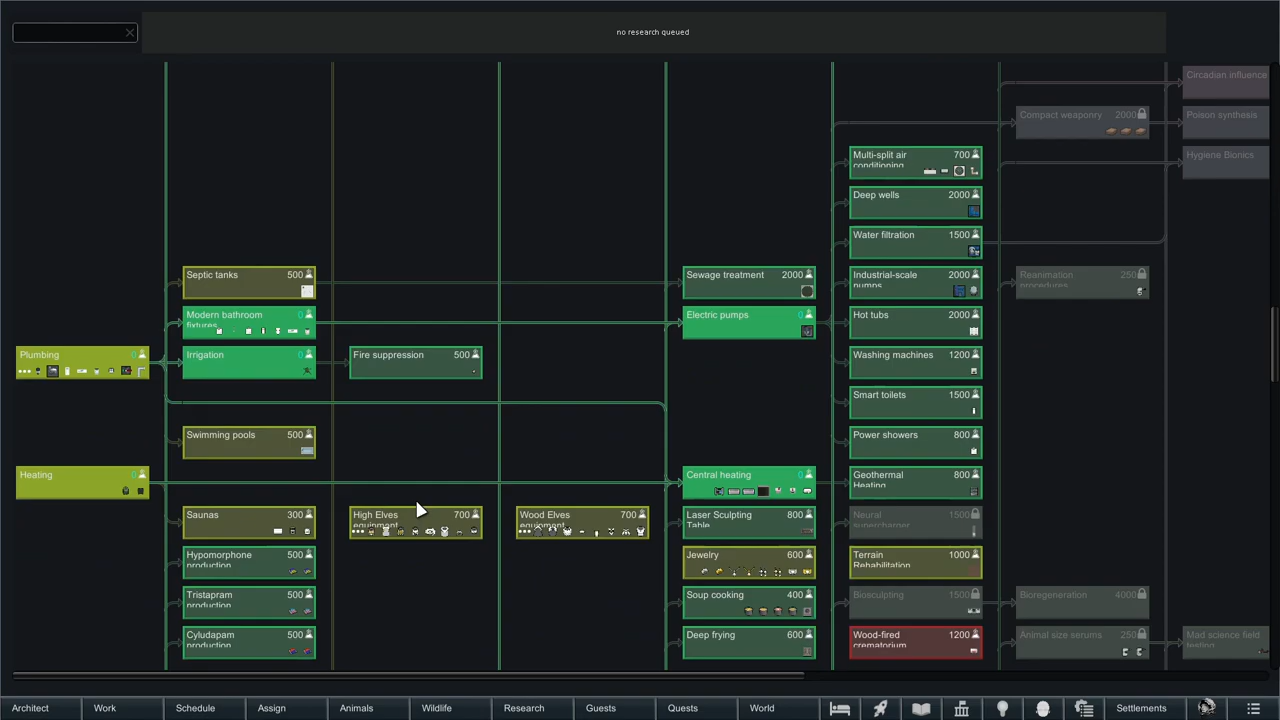 no research queued
Circadian influence
Compact weaponry 2000
Poison synthesis
Multi-split air
conditioning 700
Hygiene Bionics
Deep wells 2000
Water filtration 1500
Septic tanks 500
Sewage treatment 2000
Industrial-scale
pumps 2000
Reanimation
procedures 250
Modern bathroom
fixtures 0
Electric pumps 0
Hot tubs 2000
Plumbing 0
Irrigation 0
Fire suppression 500
Washing machines 1200
Smart toilets 1500
Swimming pools 500
Power showers 800
Heating 0
Central heating 0
Geothermal
Heating 800
Saunas 300
High Elves
equipment 700
Wood Elves
equipment 700
Laser Sculpting
Table 800
Neural
supercharger 1500
Hypomorphone
production 500
Jewelry 600
Terrain
Rehabilitation 1000
Tristapram
production 500
Soup cooking 400
Biosculpting 1500
Bioregeneration 4000
Cyludapam
production 500
Deep frying 600
Wood-fired
crematorium 1200
Animal size serums 250
Mad science field
testing
Architect
Work
Schedule
Assign
Animals
Wildlife
Research
Guests
Quests
World
Settlements